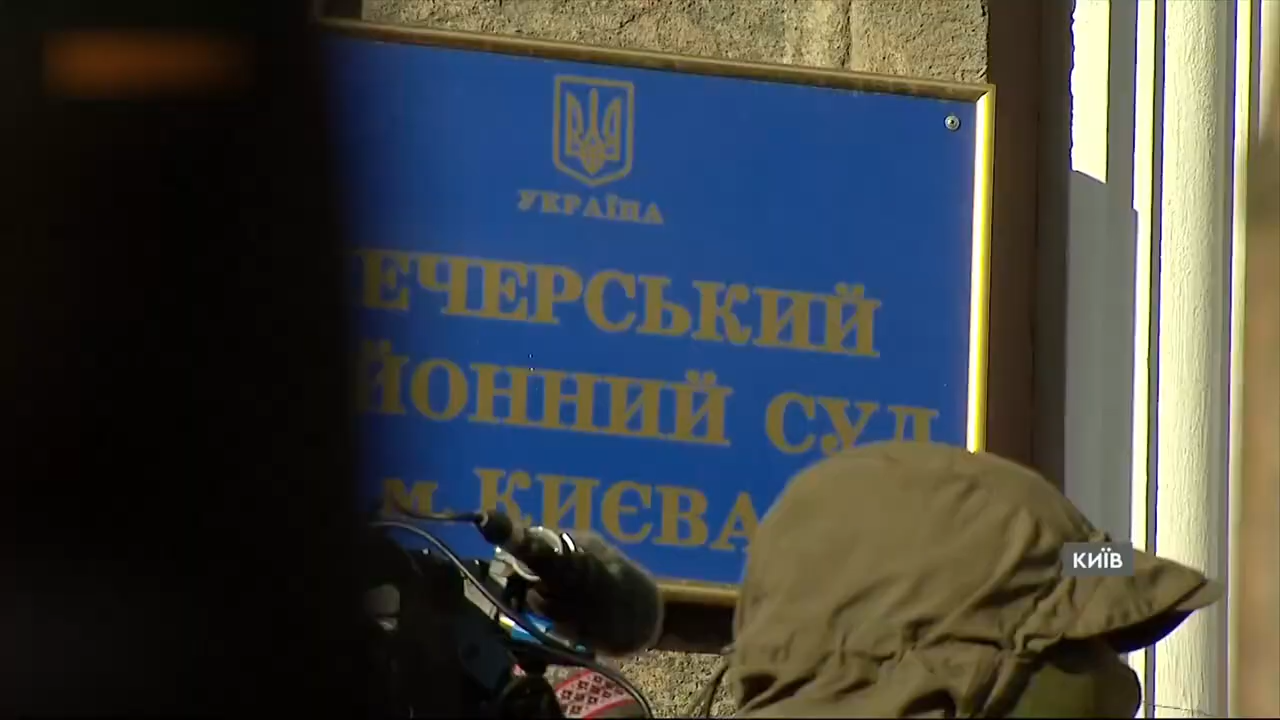 УКРАЇНА
ЕЧЕРСЬКИЙ
ЙОННИЙ СУД
м. КИЄВА
КИЇВ